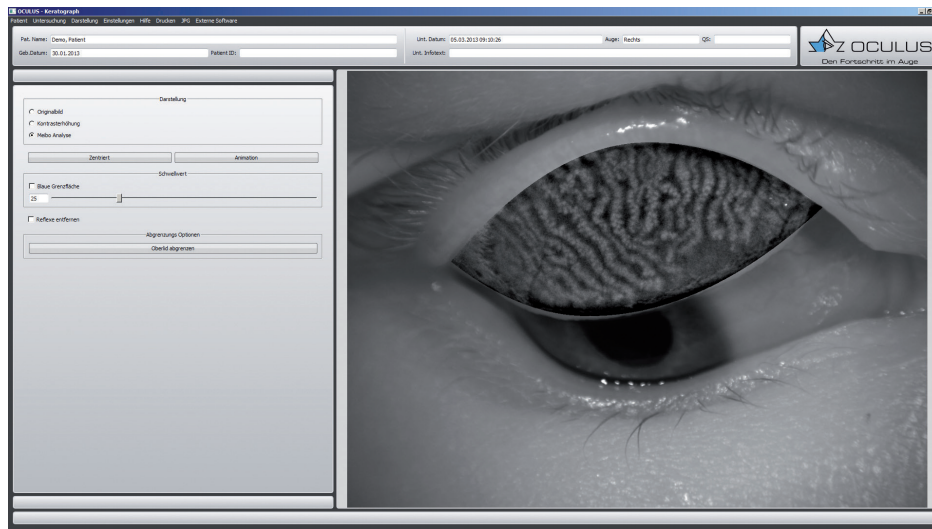 OCULUS - Keratograph
Patient Untersuchung Darstellung Einstellungen Hilfe Drucken JPG Externe Software
Pat. Name: Demo, Patient
Unt. Datum: 05.03.2013 09:10:26 Auge: Rechts QS:
Geb.Datum: 30.01.2013 Patient ID:
Unt. Infotext:
OCULUS
Den Fortschritt im Auge
Darstellung
Originalbild
Kontrasterhöhung
Meibo Analyse
Zentriert Animation
Schwellwert
Blaue Grenzfläche
25
Reflexe entfernen
Abgrenzungs Optionen
Oberlid abgrenzen